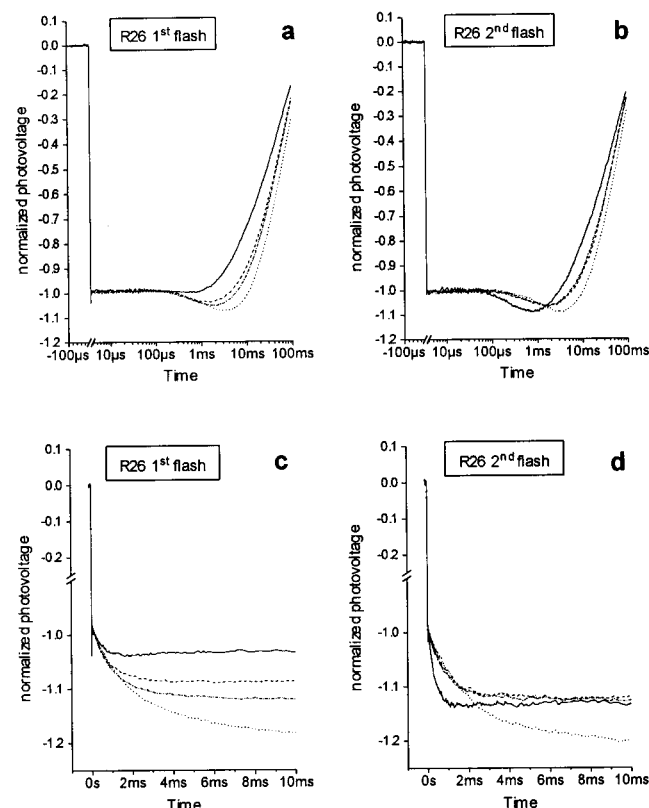 R26 1st flash
a
0.1
0.0
-0.1
-0.2
-0.3
-0.4
-0.5
-0.6
-0.7
-0.8
-0.9
-1.0
-1.1
-1.2
normalized photovoltage
-100µs
10µs
100µs
1ms
10ms
100ms
Time
R26 2nd flash
b
0.1
0.0
-0.1
-0.2
-0.3
-0.4
-0.5
-0.6
-0.7
-0.8
-0.9
-1.0
-1.1
-1.2
normalized photovoltage
-100µs
10µs
100µs
1ms
10ms
100ms
Time
R26 1st flash
c
0.1
0.0
-0.1
-0.2
-1.0
-1.1
-1.2
normalized photovoltage
0s
2ms
4ms
6ms
8ms
10ms
Time
R26 2nd flash
d
0.1
0.0
-0.1
-0.2
-1.0
-1.1
-1.2
normalized photovoltage
0s
2ms
4ms
6ms
8ms
10ms
Time